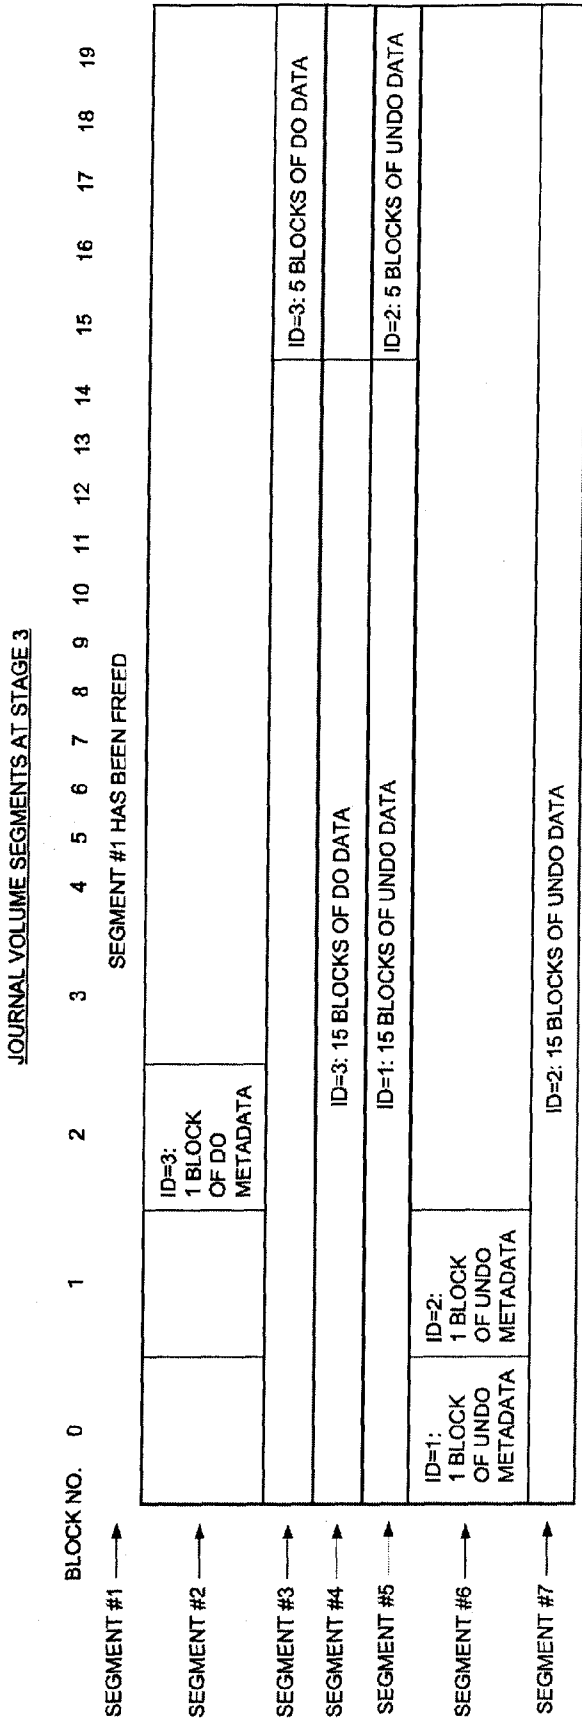 JOURNAL VOLUME SEGMENTS AT STAGE 3
BLOCK NO. 0 1 2 3 4 5 6 7 8 9 10 11 12 13 14 15 16 17 18 19
SEGMENT #1
SEGMENT #1 HAS BEEN FREED
SEGMENT #2
ID=3:
1 BLOCK
OF DO
METADATA
SEGMENT #3
ID=3: 5 BLOCKS OF DO DATA
SEGMENT #4
ID=3: 15 BLOCKS OF DO DATA
SEGMENT #5
ID=1: 15 BLOCKS OF UNDO DATA
ID=2: 5 BLOCKS OF UNDO DATA
SEGMENT #6
ID=1:
1 BLOCK
OF UNDO
METADATA
ID=2:
1 BLOCK
OF UNDO
METADATA
SEGMENT #7
ID=2: 15 BLOCKS OF UNDO DATA